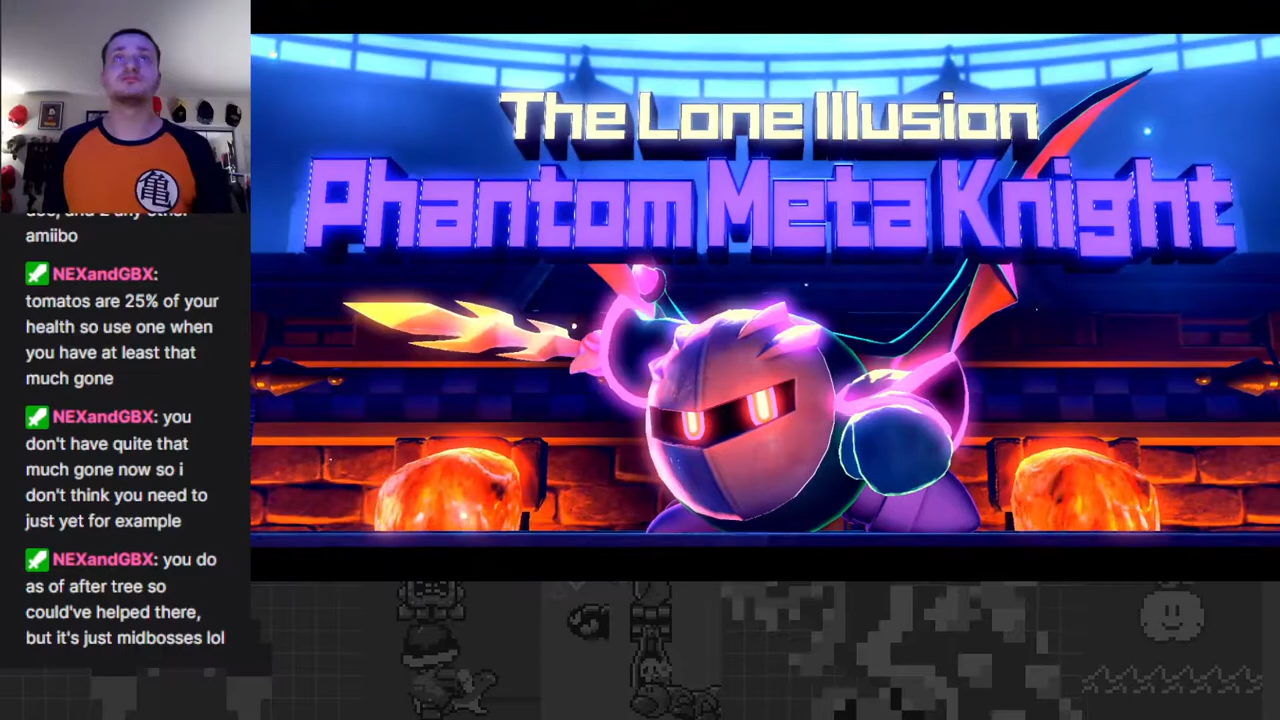 The Lone Illusion
Phantom Meta Knight
亀
amiibo
NEXandGBX:
tomatos are 25% of your
health so use one when
you have at least that
much gone
NEXandGBX: you
don't have quite that
much gone now so i
don't think you need to
just yet for example
NEXandGBX: you do
as of after tree so
could've helped there,
but it's just midbosses lol